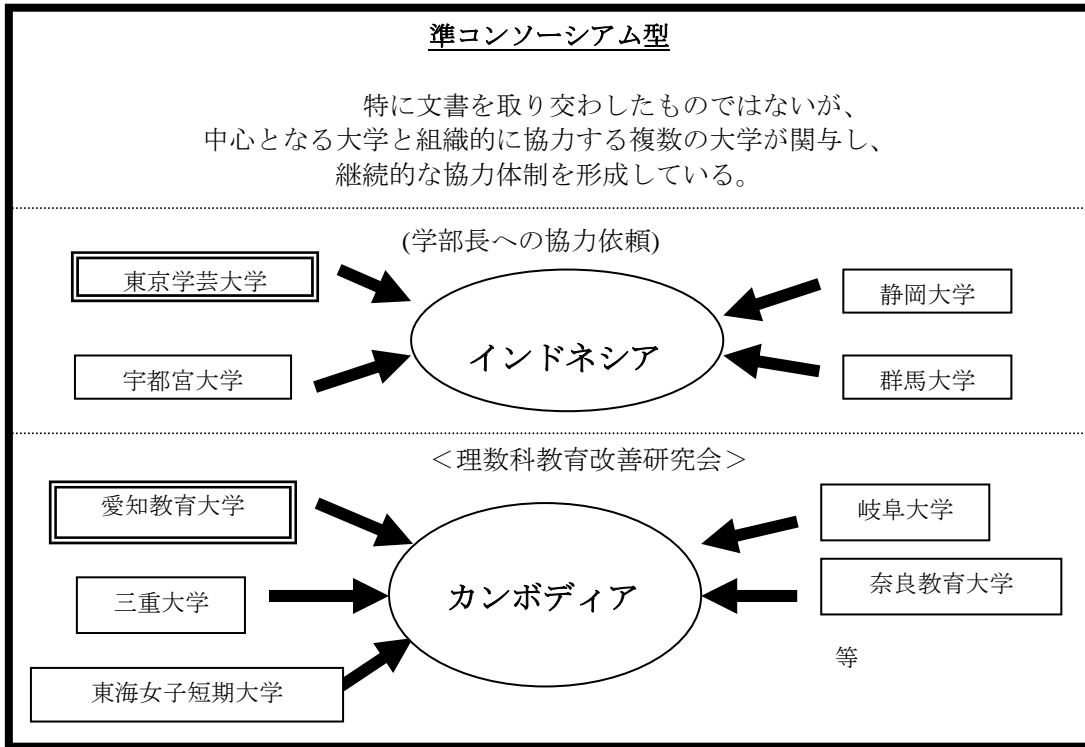 準コンソーシアム型
特に文書を取り交わしたものではないが、
中心となる大学と組織的に協力する複数の大学が関与し、
継続的な協力体制を形成している。
(学部長への協力依頼)
東京学芸大学
静岡大学
インドネシア
宇都宮大学
群馬大学
＜理数科教育改善研究会＞
愛知教育大学
岐阜大学
カンボディア
三重大学
奈良教育大学
等
東海女子短期大学